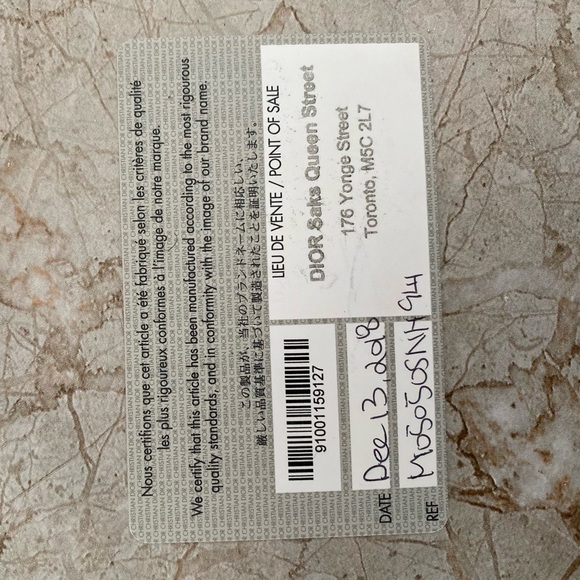 Nous certifions que cet article a été fabriqué selon les critères de qualité
les plus rigoureux conformes à l'image de notre marque.
We certify that this article has been manufactured according to the most rigourous
quality standards, and in conformity with the image of our brand name.
この製品が、当社のブランドネームに相応しい、
厳しい品質基準に基づいて製造されたことを証明いたします。
LIEU DE VENTE / POINT OF SALE
DIOR Saks Queen Street
176 Yonge Street
Toronto, M5C 2L7
91001159127
DATE Dec 13, 2018
REF